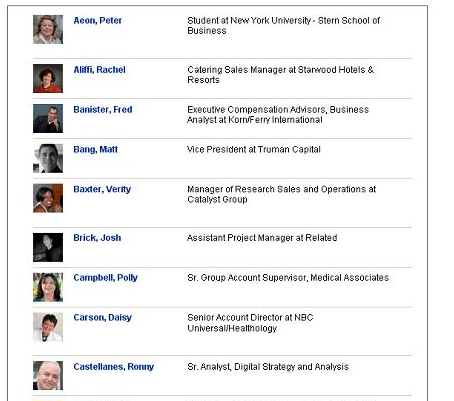 Aeon, Peter
Student at New York University - Stern School of
Business
Aliffi, Rachel
Catering Sales Manager at Starwood Hotels &
Resorts
Banister, Fred
Executive Compensation Advisors, Business
Analyst at Korn/Ferry International
Bang, Matt
Vice President at Truman Capital
Baxter, Verity
Manager of Research Sales and Operations at
Catalyst Group
Brick, Josh
Assistant Project Manager at Related
Campbell, Polly
Sr. Group Account Supervisor, Medical Associates
Carson, Daisy
Senior Account Director at NBC
Universal/Healthology
Castellanes, Ronny
Sr. Analyst, Digital Strategy and Analysis